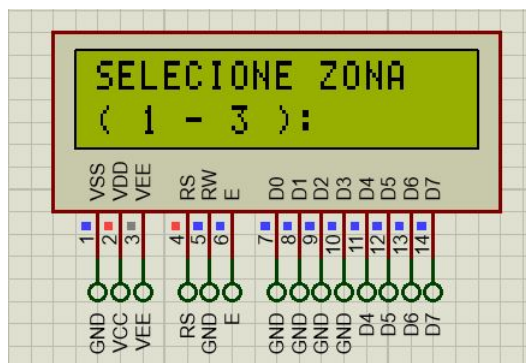 SELECIONE ZONA
( 1 - 3 ):
VSS VDD VEE RS RW E D0 D1 D2 D3 D4 D5 D6 D7
1 2 3 4 5 6 7 8 9 10 11 12 13 14
GND VCC VEE RS GND E GND GND GND GND D4 D5 D6 D7